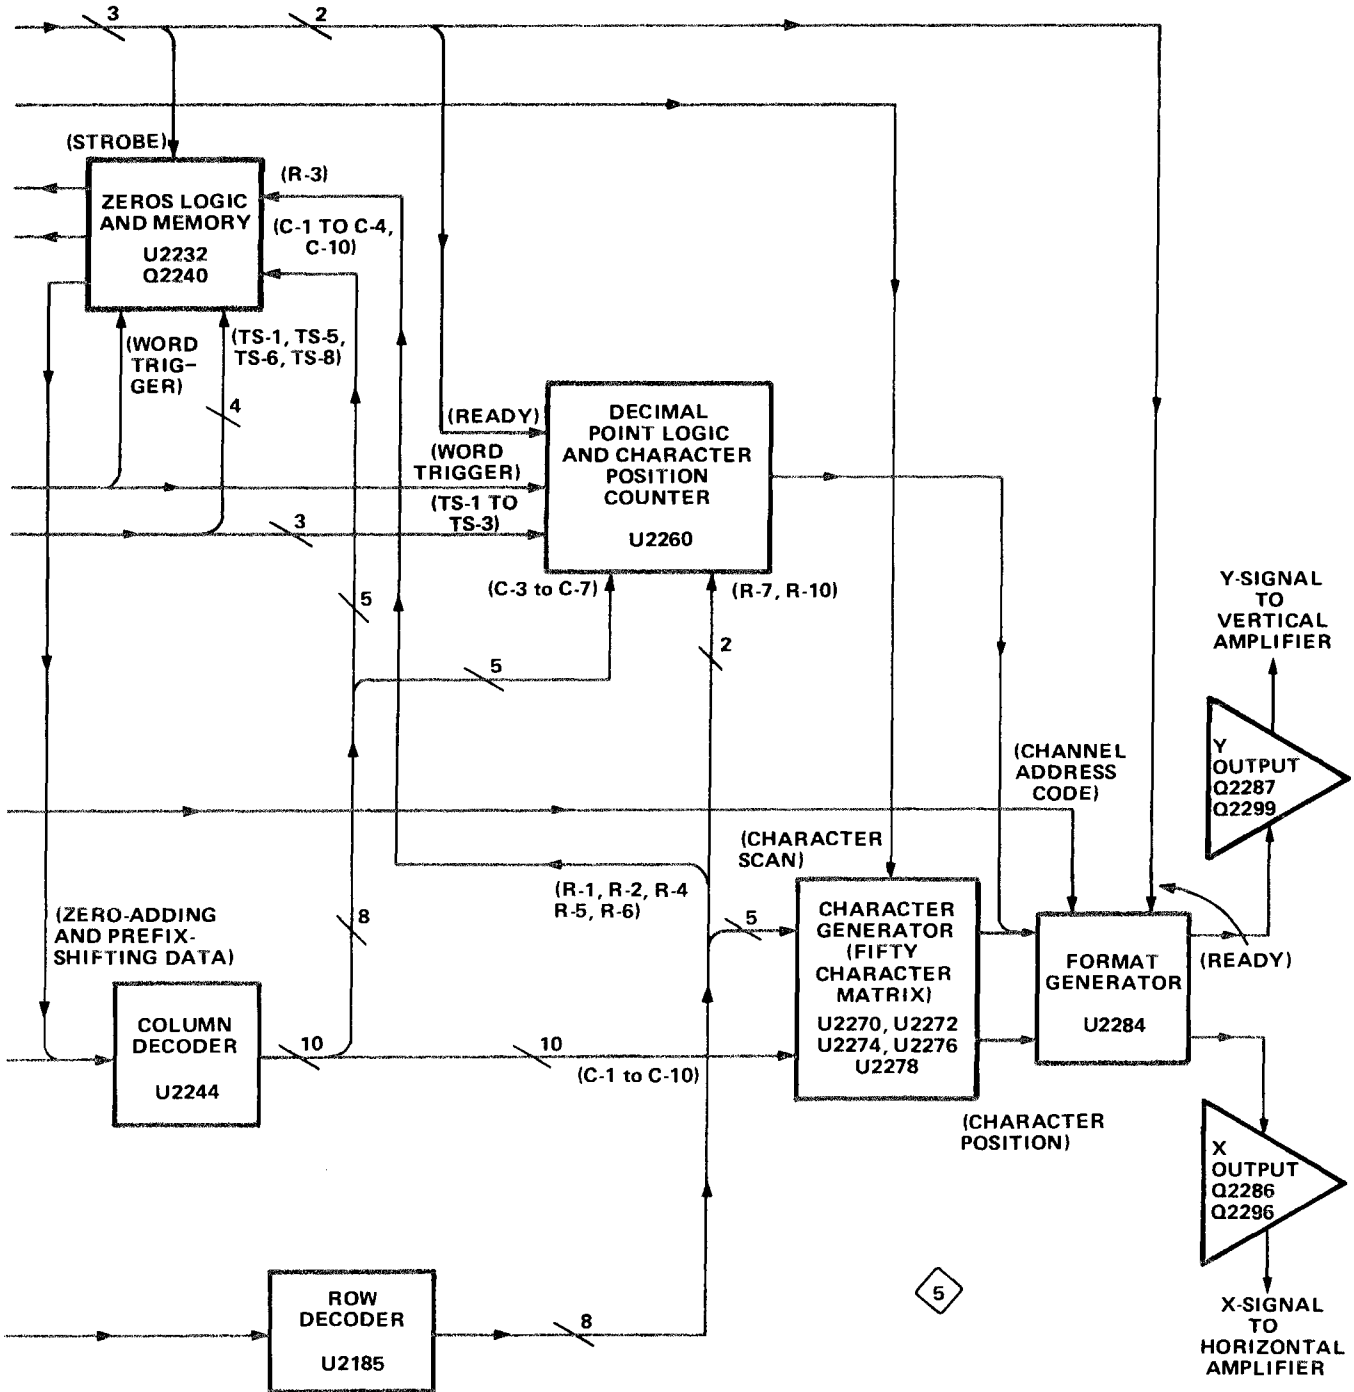 3
2
(STROBE)
ZEROS LOGIC
AND MEMORY
U2232
Q2240
(R-3)
(C-1 TO C-4,
C-10)
(WORD
TRIG-
GER)
(TS-1, TS-5,
TS-6, TS-8)
4
(READY)
(WORD
TRIGGER)
(TS-1 TO
TS-3)
3
DECIMAL
POINT LOGIC
AND CHARACTER
POSITION
COUNTER
U2260
(C-3 to C-7)
(R-7, R-10)
5
5
2
Y-SIGNAL
TO
VERTICAL
AMPLIFIER
Y
OUTPUT
Q2287
Q2299
(CHANNEL
ADDRESS
CODE)
(CHARACTER
SCAN)
(R-1, R-2, R-4
R-5, R-6)
8
5
(ZERO-ADDING
AND PREFIX-
SHIFTING DATA)
CHARACTER
GENERATOR
(FIFTY
CHARACTER
MATRIX)
U2270, U2272
U2274, U2276
U2278
FORMAT
GENERATOR
U2284
(READY)
COLUMN
DECODER
U2244
10
10
(C-1 to C-10)
(CHARACTER
POSITION)
X
OUTPUT
Q2286
Q2296
ROW
DECODER
U2185
8
5
X-SIGNAL
TO
HORIZONTAL
AMPLIFIER